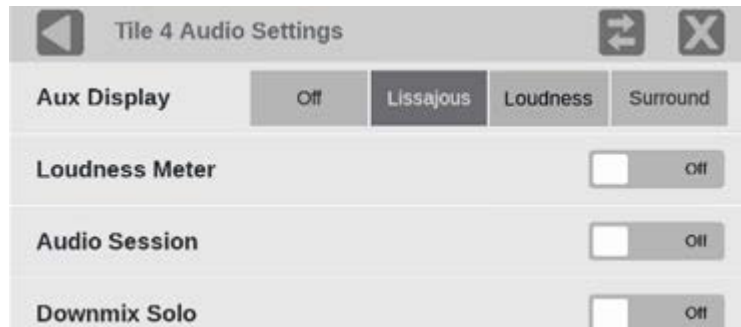 Tile 4 Audio Settings
Aux Display Off Lissajous Loudness Surround
Loudness Meter Off
Audio Session Off
Downmix Solo Off